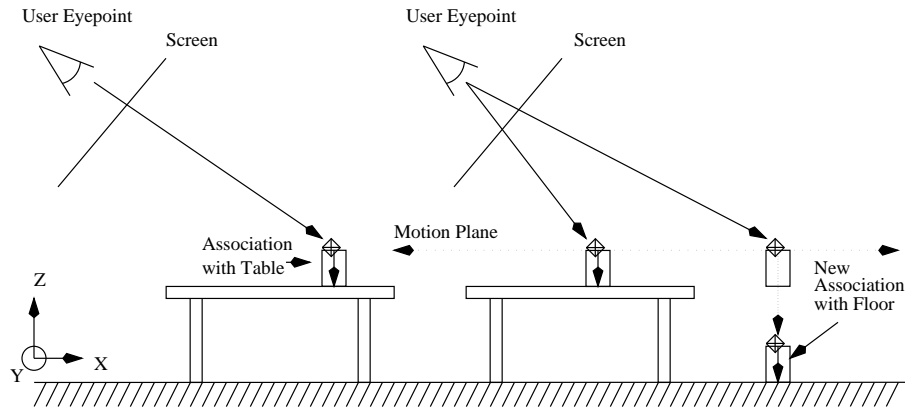 User Eyepoint
Screen
User Eyepoint
Screen
Association
with Table
Motion Plane
New
Association
with Floor
Z
X
Y